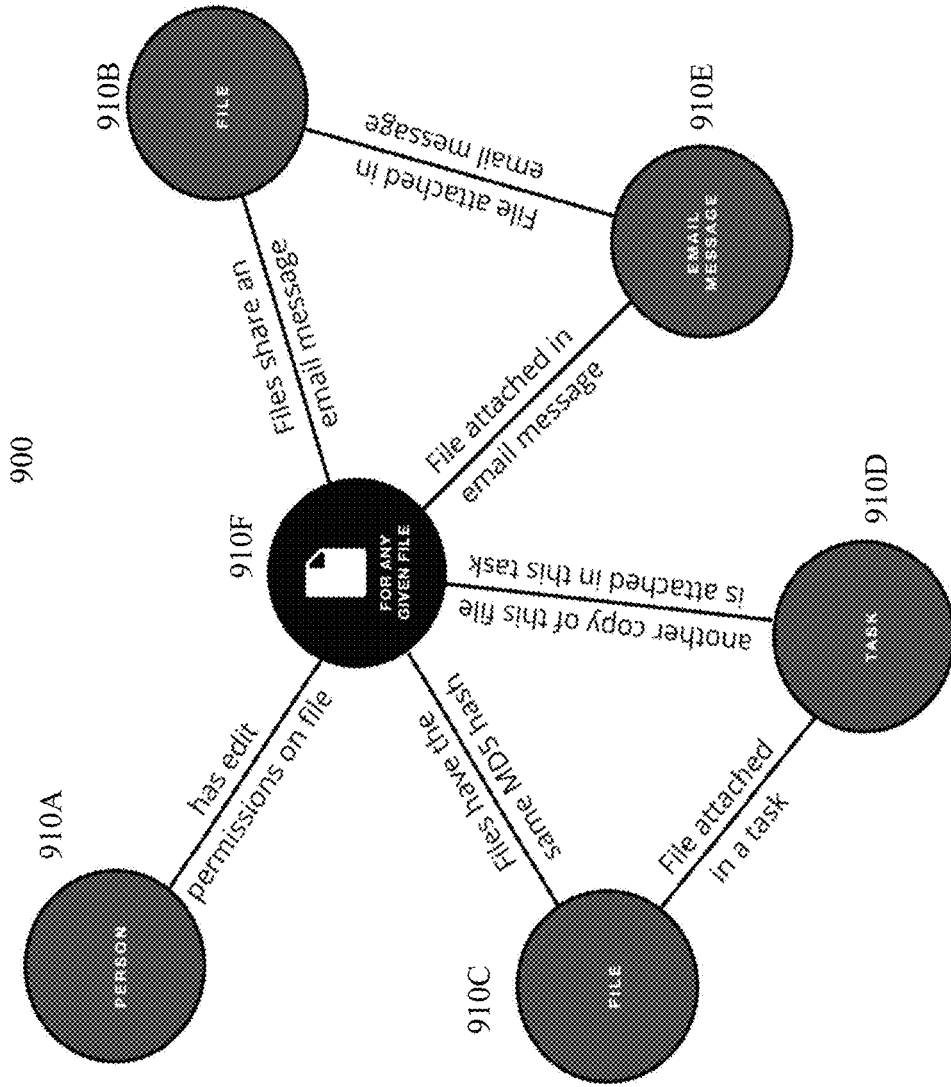 900
910A
PERSON
has edit
permissions on file
910F
FOR ANY
GIVEN FILE
Files share an
email message
910B
FILE
File attached in
email message
910E
EMAIL
MESSAGE
File attached in
email message
Files have the
same MD5 hash
another copy of this file
is attached in this task
910C
FILE
File attached
in a task
910D
TASK